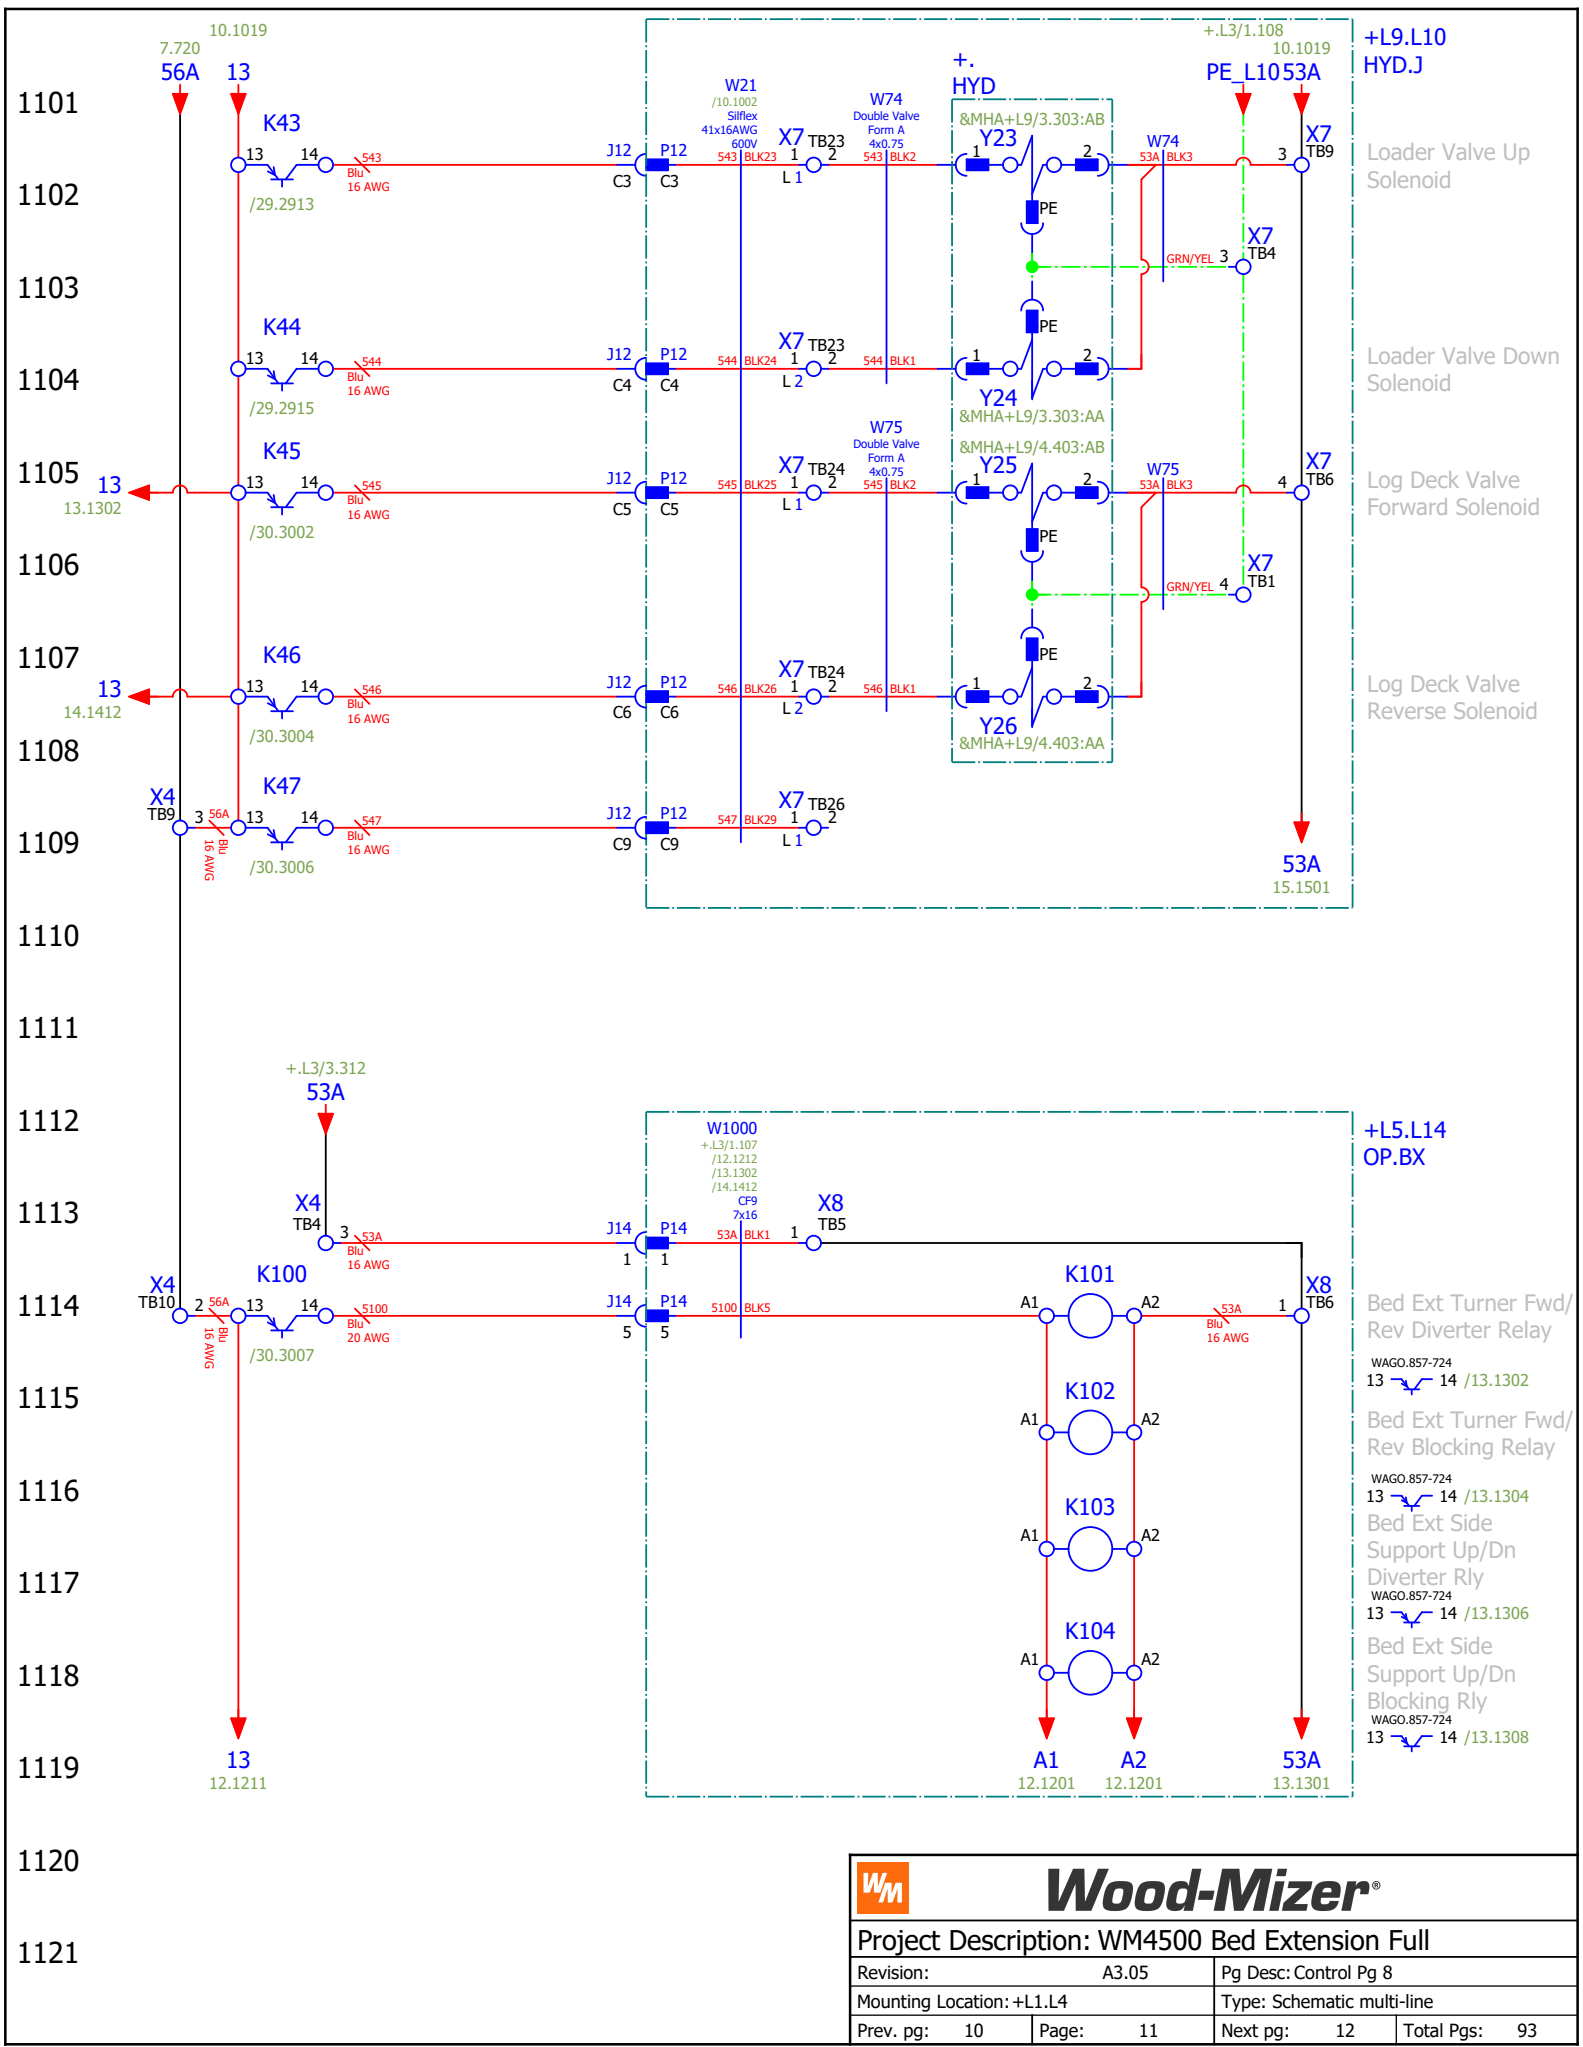 7.720
56A
10.1019
13
+.L3/1.108
PE_L10
10.1019
53A
+L9.L10
HYD.J
1101
K43
13 14
543
Blu
16 AWG
/29.2913
J12 P12
C3 C3
W21
/10.1002
Silflex
41x16AWG
600V
543 BLK23
X7 TB23
1 2
L 1
W74
Double Valve
Form A
4x0.75
543 BLK2
+.
HYD
&MHA+L9/3.303:AB
Y23
1 2
PE
W74
53A BLK3
3
X7
TB9
Loader Valve Up
Solenoid
1102
GRN/YEL 3
X7
TB4
1103
K44
13 14
544
Blu
16 AWG
/29.2915
J12 P12
C4 C4
544 BLK24
X7 TB23
1 2
L 2
544 BLK1
PE
1 2
Y24
&MHA+L9/3.303:AA
Loader Valve Down
Solenoid
1104
1105
13
13.1302
K45
13 14
545
Blu
16 AWG
/30.3002
J12 P12
C5 C5
545 BLK25
X7 TB24
1 2
L 1
W75
Double Valve
Form A
4x0.75
545 BLK2
&MHA+L9/4.403:AB
Y25
1 2
PE
W75
53A BLK3
4
X7
TB6
Log Deck Valve
Forward Solenoid
1106
GRN/YEL 4
X7
TB1
1107
13
14.1412
K46
13 14
546
Blu
16 AWG
/30.3004
J12 P12
C6 C6
546 BLK26
X7 TB24
1 2
L 2
546 BLK1
PE
1 2
Y26
&MHA+L9/4.403:AA
Log Deck Valve
Reverse Solenoid
1108
X4
TB9
3 56A
Blu
16 AWG
K47
13 14
547
Blu
16 AWG
/30.3006
J12 P12
C9 C9
547 BLK29
X7 TB26
1 2
L 1
1109
53A
15.1501
1110
1111
+.L3/3.312
53A
1112
W1000
+.L3/1.107
/12.1212
/13.1302
/14.1412
CF9
7x16
+L5.L14
OP.BX
1113
X4
TB4
3 53A
Blu
16 AWG
J14 P14
1 1
53A BLK1
1
X8
TB5
1114
X4
TB10
2 56A
Blu
16 AWG
K100
13 14
5100
Blu
20 AWG
/30.3007
J14 P14
5 5
5100 BLK5
K101
A1 A2
53A
Blu
16 AWG
1
X8
TB6
Bed Ext Turner Fwd/
Rev Diverter Relay
WAGO.857-724
13 14 /13.1302
1115
K102
A1 A2
Bed Ext Turner Fwd/
Rev Blocking Relay
WAGO.857-724
13 14 /13.1304
1116
K103
A1 A2
Bed Ext Side
Support Up/Dn
Diverter Rly
WAGO.857-724
13 14 /13.1306
1117
K104
A1 A2
Bed Ext Side
Support Up/Dn
Blocking Rly
WAGO.857-724
13 14 /13.1308
1118
1119
13
12.1211
A1
12.1201
A2
12.1201
53A
13.1301
1120
1121
WM
Wood-Mizer®
Project Description: WM4500 Bed Extension Full
Revision: A3.05
Pg Desc: Control Pg 8
Mounting Location: +L1.L4
Type: Schematic multi-line
Prev. pg: 10
Page: 11
Next pg: 12
Total Pgs: 93